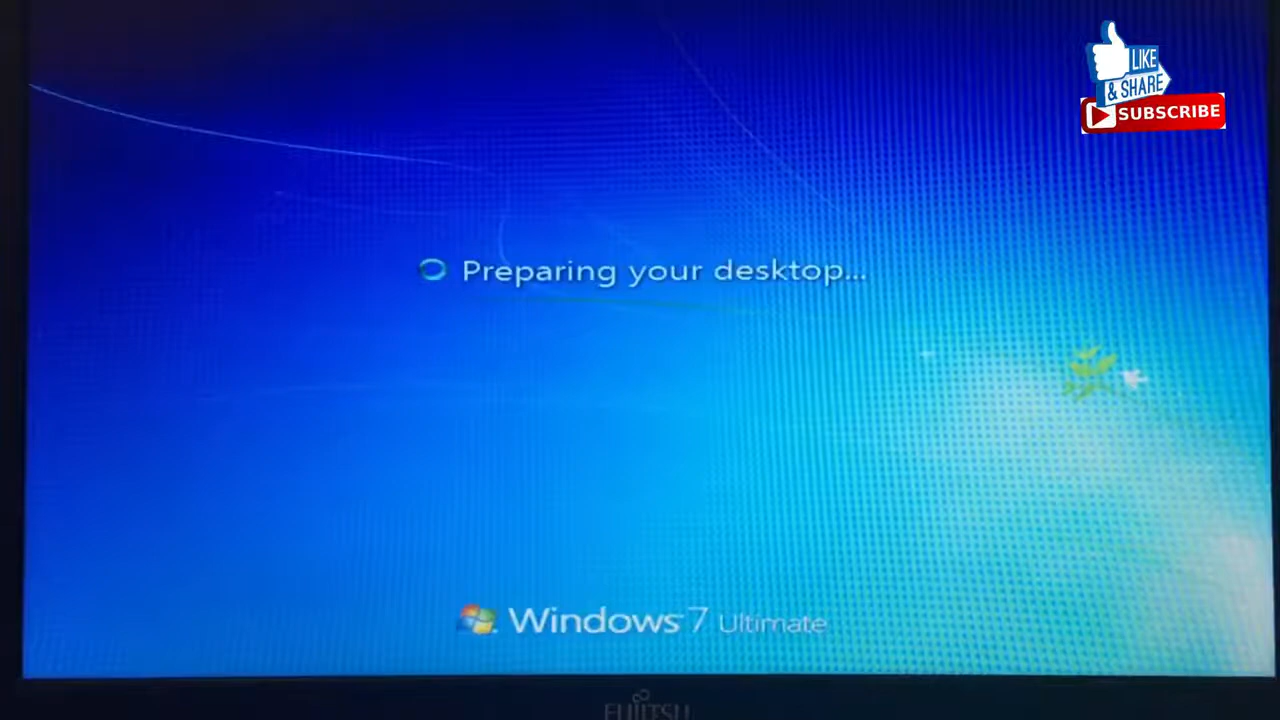 LIKE
& SHARE
SUBSCRIBE
Preparing your desktop...
Windows 7 Ultimate
FUJITSU